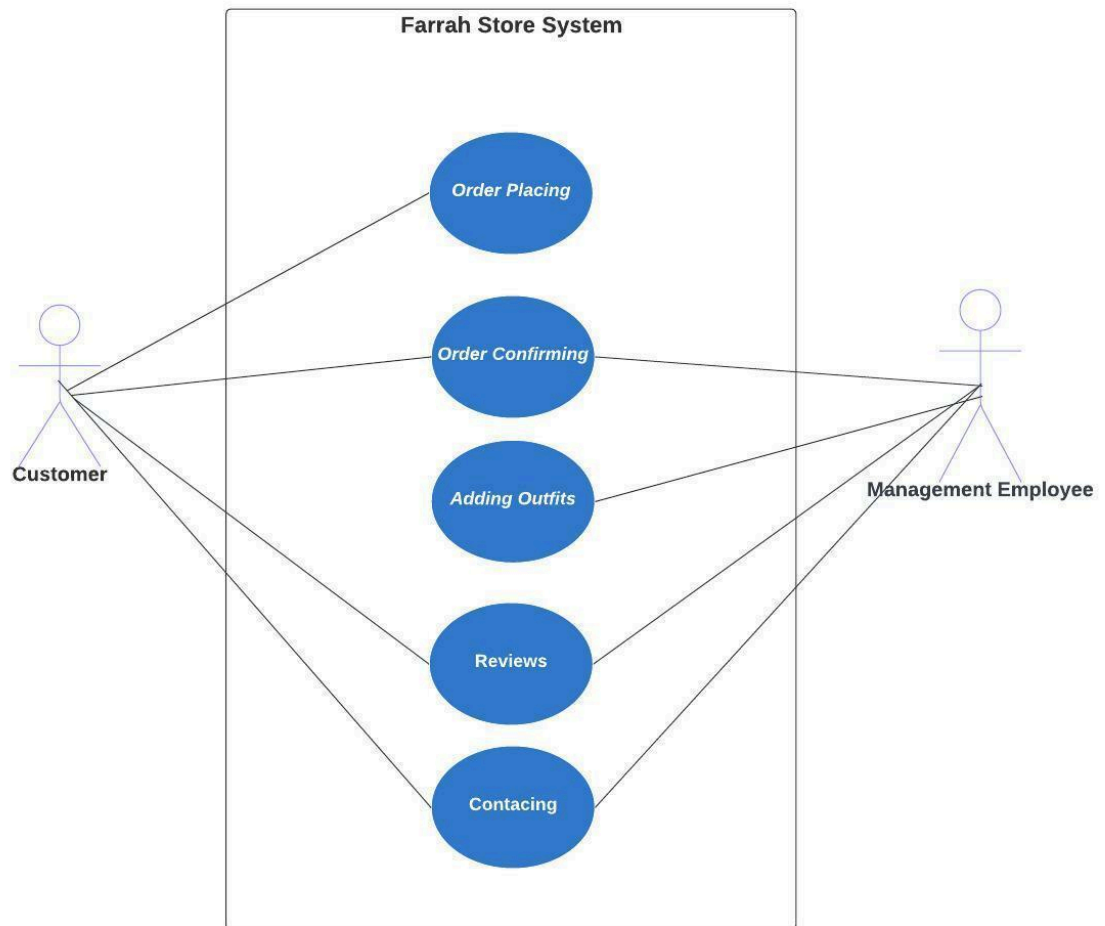 Farrah Store System
Order Placing
Order Confirming
Customer
Adding Outfits
Management Employee
Reviews
Contacing